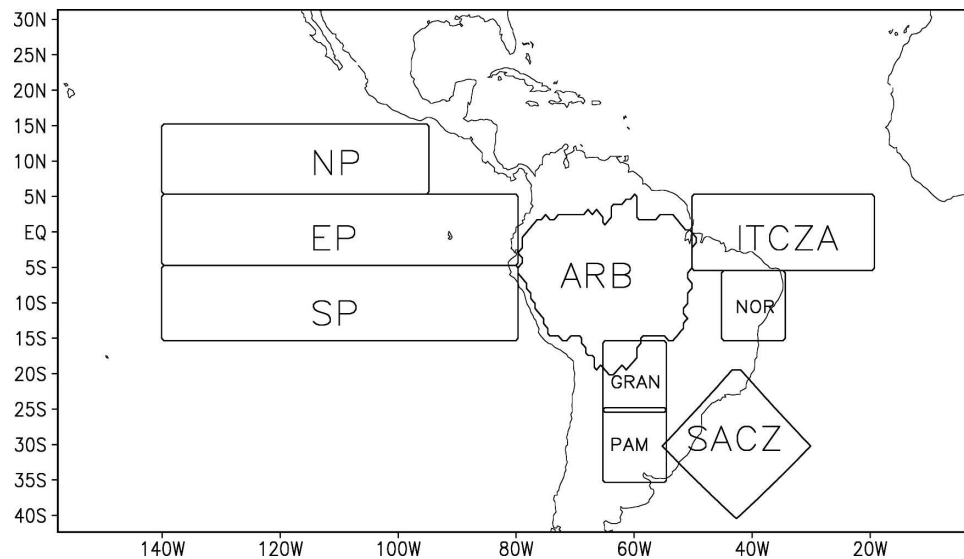 30N
25N
20N
15N
10N
5N
EQ
5S
10S
15S
20S
25S
30S
35S
40S
NP
EP
ITCZA
ARB
SP
NOR
GRAN
PAM
SACZ
140W 120W 100W 80W 60W 40W 20W